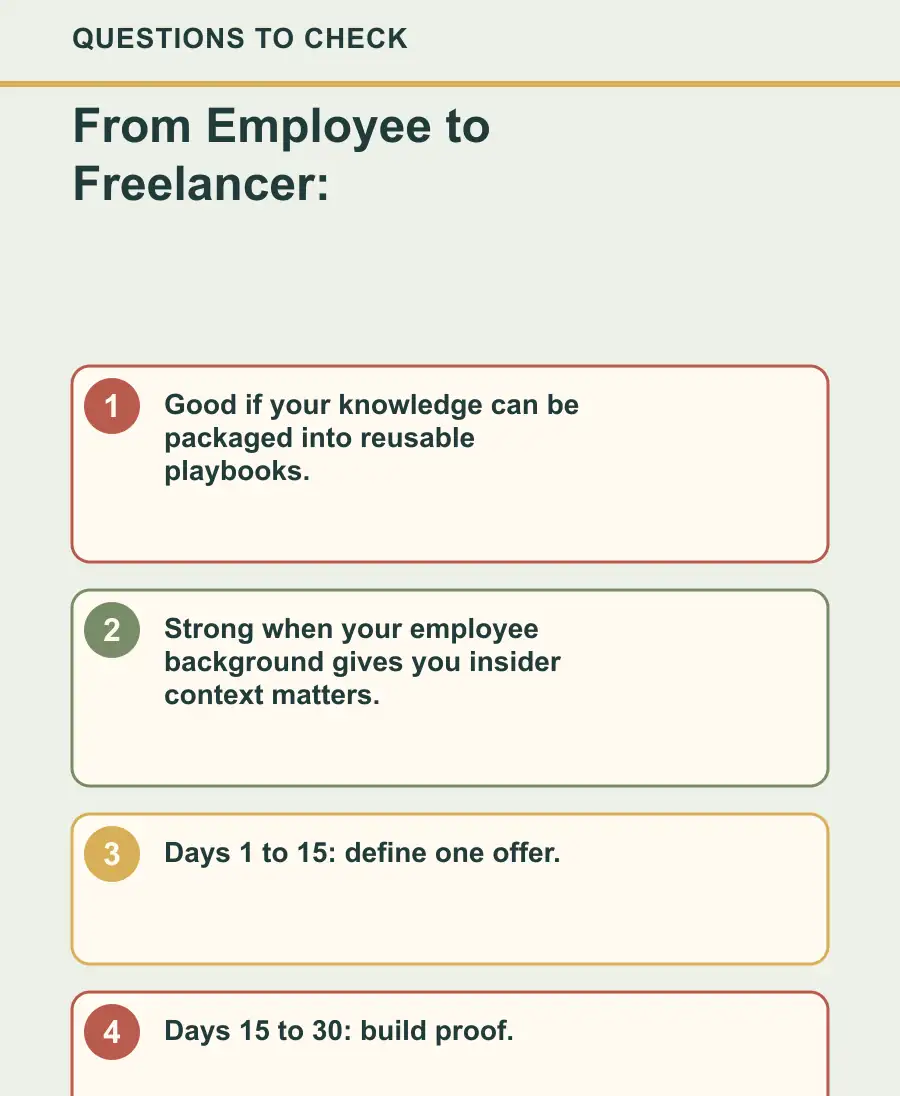 QUESTIONS TO CHECK
From Employee to
Freelancer:
1
Good if your knowledge can be
packaged into reusable
playbooks.
2
Strong when your employee
background gives you insider
context matters.
3
Days 1 to 15: define one offer.
4
Days 15 to 30: build proof.